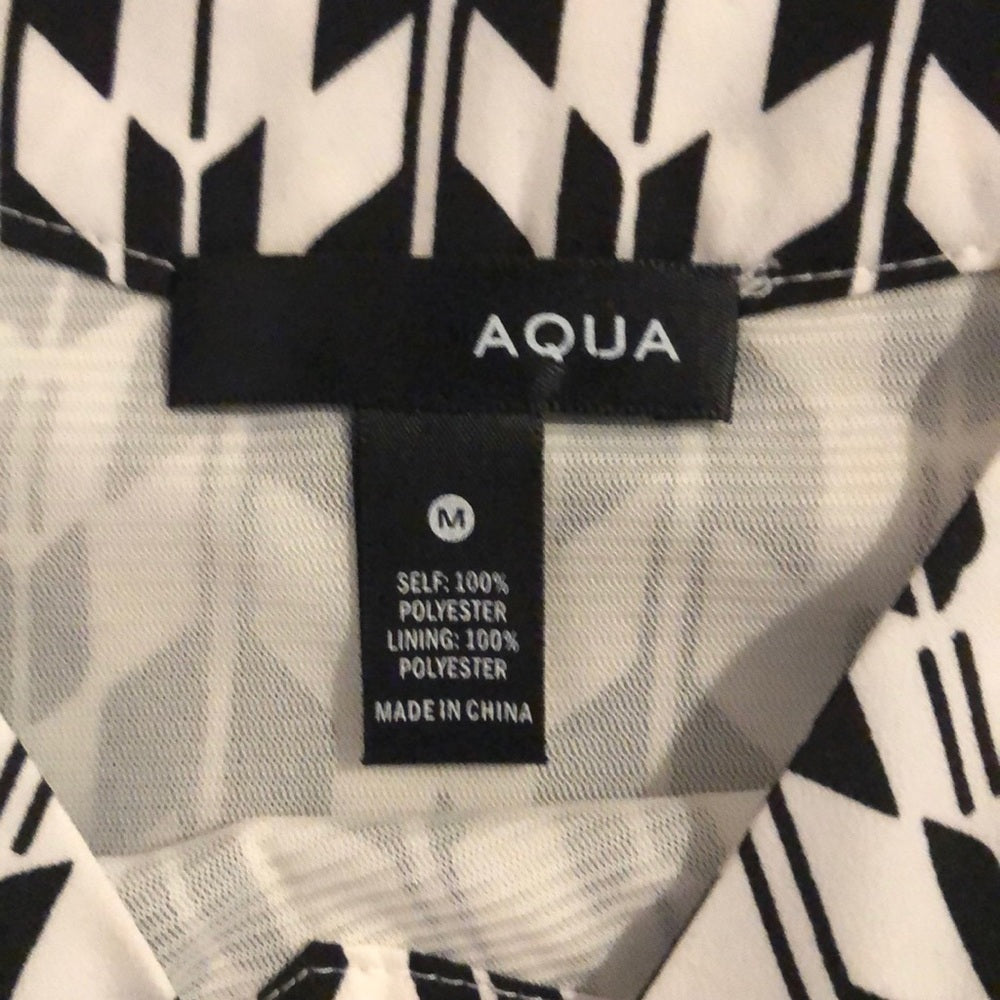 AQUA
M
SELF: 100%
POLYESTER
LINING: 100%
POLYESTER
MADE IN CHINA